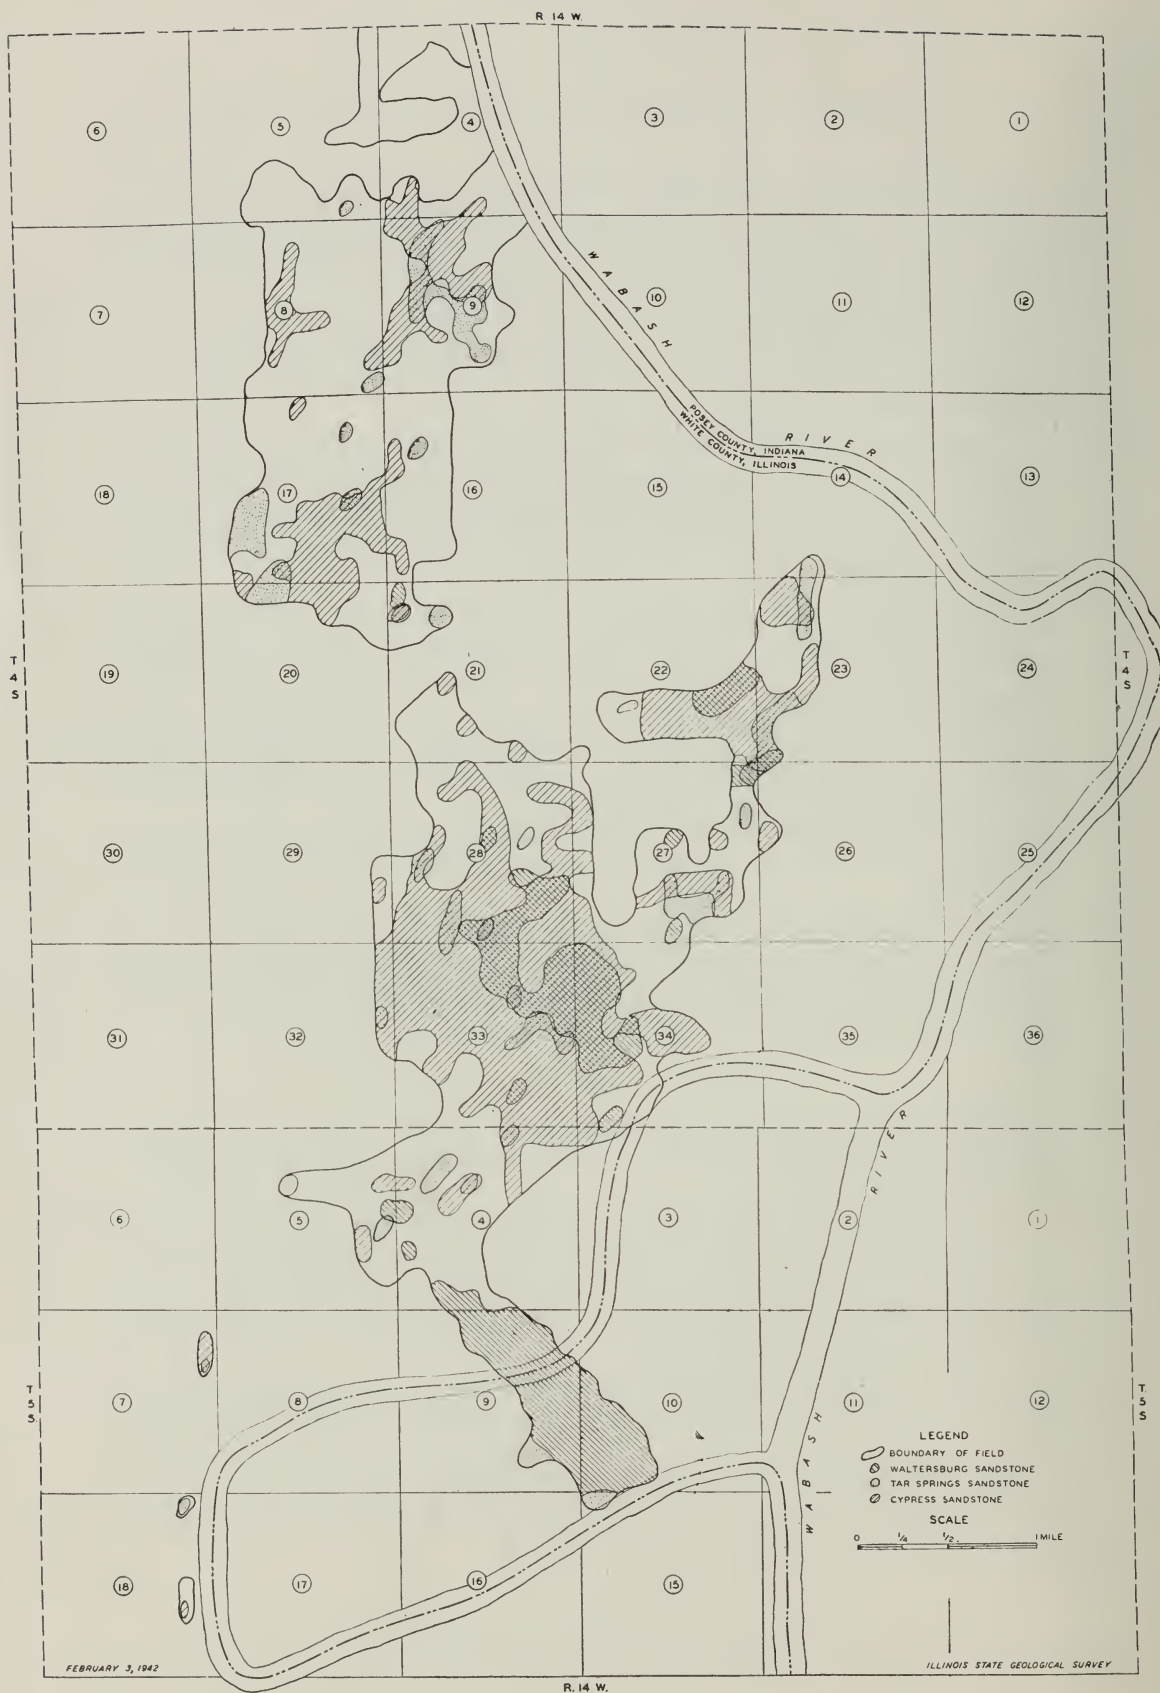 R 14 W.
6
5
4
3
2
1
7
8
9
10
11
12
WABASH
POSEY COUNTY, INDIANA
WHITE COUNTY, ILLINOIS
RIVER
18
17
16
15
14
13
T
4
S
19
20
21
22
23
24
T
4
S
30
29
28
27
26
25
31
32
33
34
35
36
RIVER
6
5
4
3
2
1
T
5
S
7
8
9
10
11
12
T
5
S
WABASH
LEGEND
BOUNDARY OF FIELD
WALTERSBURG SANDSTONE
TAR SPRINGS SANDSTONE
CYPRESS SANDSTONE
SCALE
0 1/4 1/2 1 MILE
18
17
16
15
FEBRUARY 3, 1942
ILLINOIS STATE GEOLOGICAL SURVEY
R. 14 W.